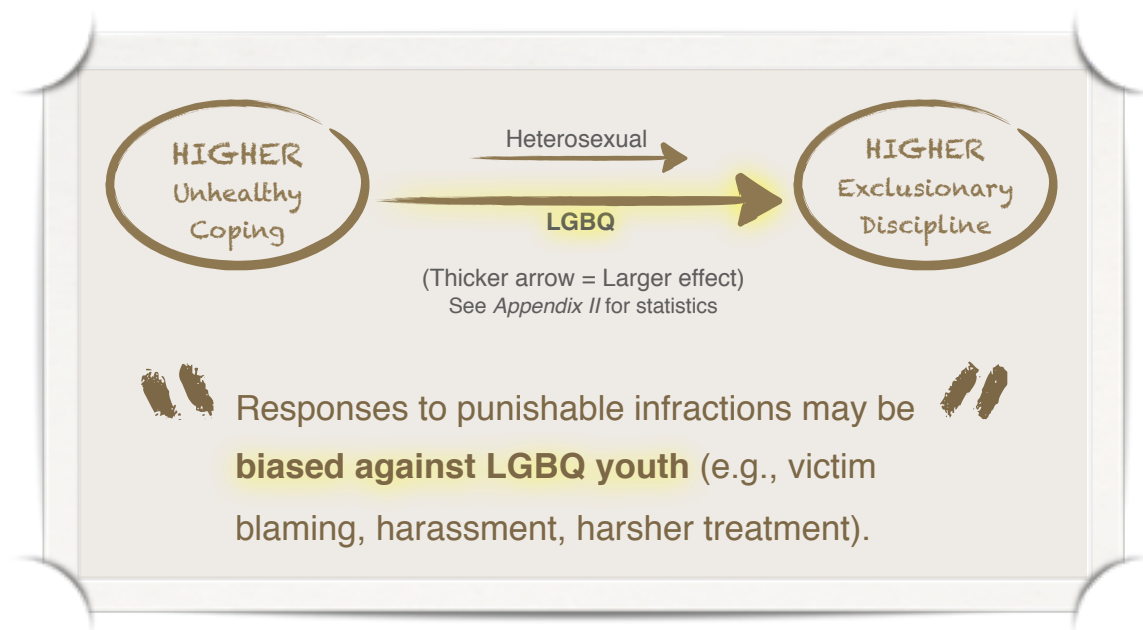 HIGHER
Unhealthy
Coping
Heterosexual
LGBQ
HIGHER
Exclusionary
Discipline
(Thicker arrow = Larger effect)
See Appendix II for statistics
" Responses to punishable infractions may be "
biased against LGBQ youth (e.g., victim
blaming, harassment, harsher treatment).